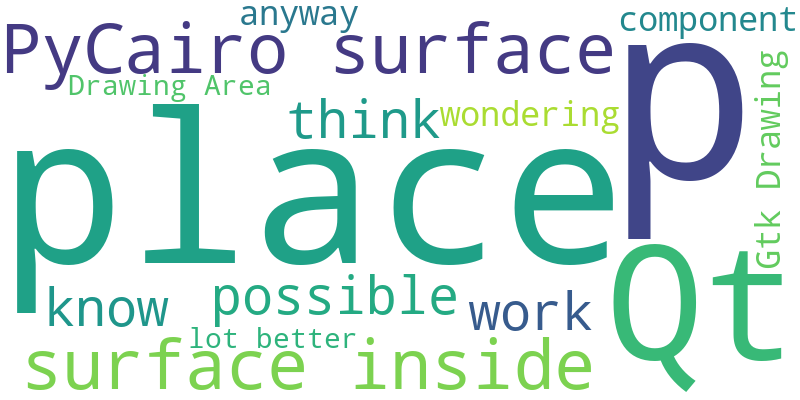 anyway
component
PyCairo surface
p
Drawing Area
think
wondering
Gtk Drawing
place
Qt
know
possible
work
lot better
surface inside